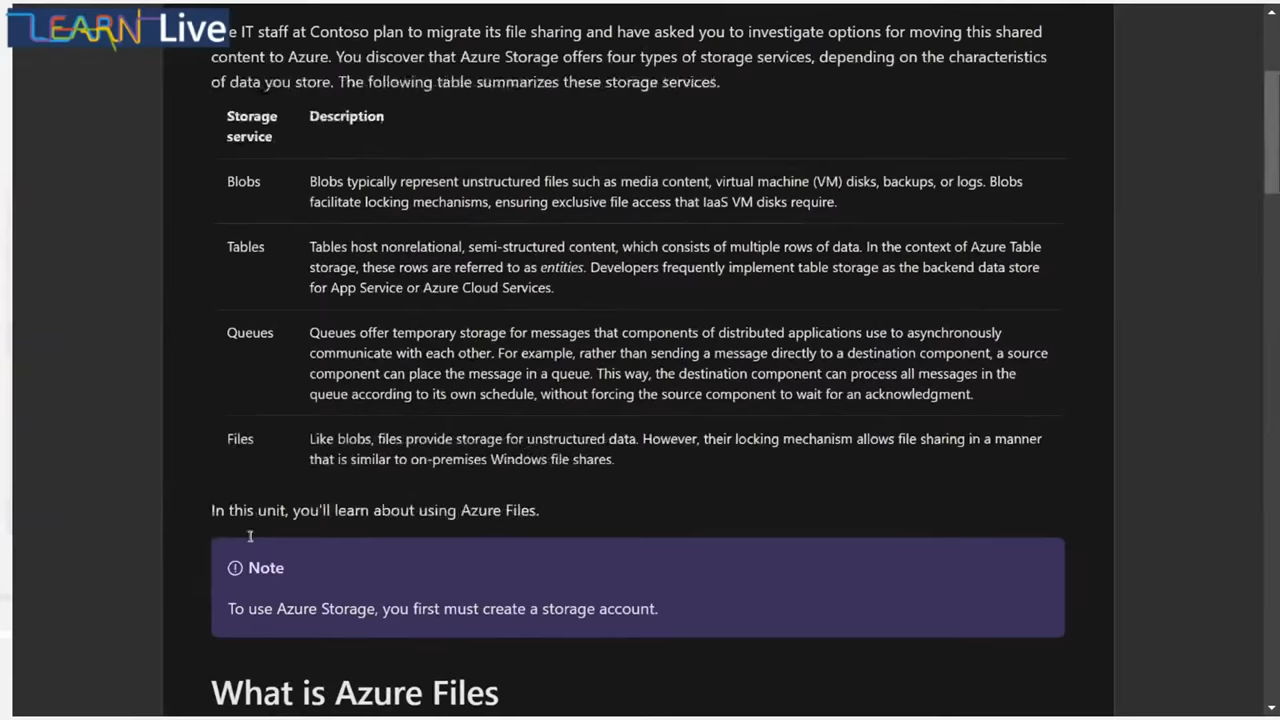 LEARN Live
e IT staff at Contoso plan to migrate its file sharing and have asked you to investigate options for moving this shared
content to Azure. You discover that Azure Storage offers four types of storage services, depending on the characteristics
of data you store. The following table summarizes these storage services.
Storage service
Description
Blobs
Blobs typically represent unstructured files such as media content, virtual machine (VM) disks, backups, or logs. Blobs
facilitate locking mechanisms, ensuring exclusive file access that IaaS VM disks require.
Tables
Tables host nonrelational, semi-structured content, which consists of multiple rows of data. In the context of Azure Table
storage, these rows are referred to as entities. Developers frequently implement table storage as the backend data store
for App Service or Azure Cloud Services.
Queues
Queues offer temporary storage for messages that components of distributed applications use to asynchronously
communicate with each other. For example, rather than sending a message directly to a destination component, a source
component can place the message in a queue. This way, the destination component can process all messages in the
queue according to its own schedule, without forcing the source component to wait for an acknowledgment.
Files
Like blobs, files provide storage for unstructured data. However, their locking mechanism allows file sharing in a manner
that is similar to on-premises Windows file shares.
In this unit, you'll learn about using Azure Files.
Note
To use Azure Storage, you first must create a storage account.
What is Azure Files